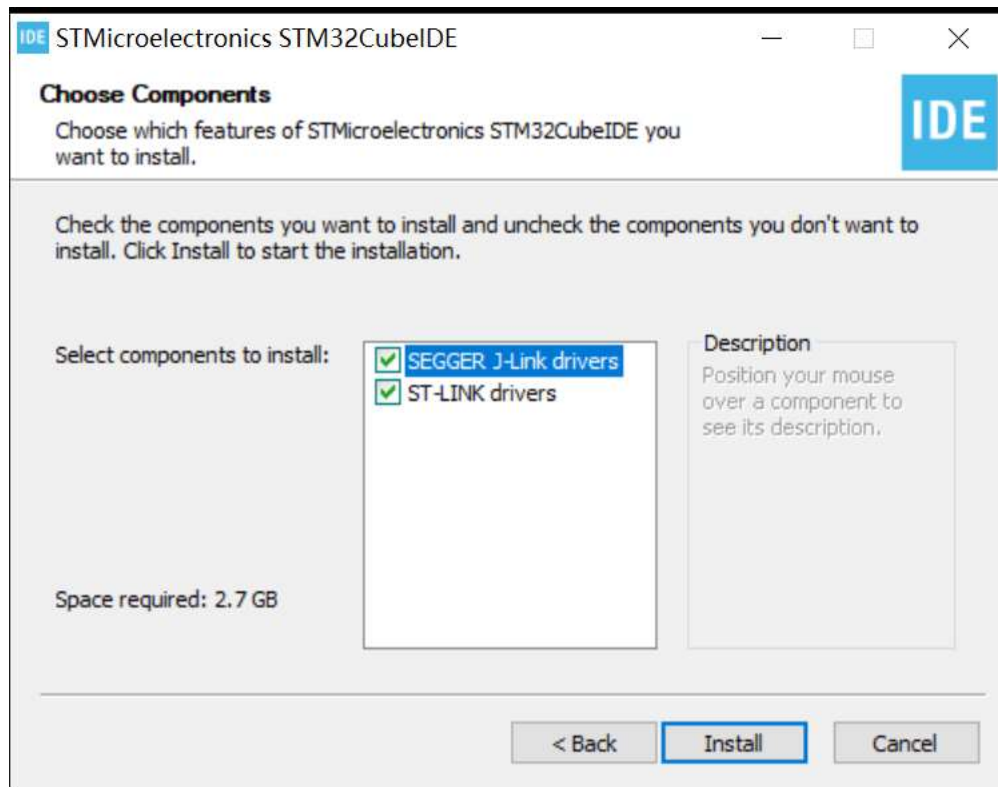 IDE STMicroelectronics STM32CubeIDE
Choose Components
Choose which features of STMicroelectronics STM32CubeIDE you
want to install.
IDE
Check the components you want to install and uncheck the components you don't want to
install. Click Install to start the installation.
Select components to install:
SEGGER J-Link drivers
ST-LINK drivers
Description
Position your mouse
over a component to
see its description.
Space required: 2.7 GB
< Back
Install
Cancel